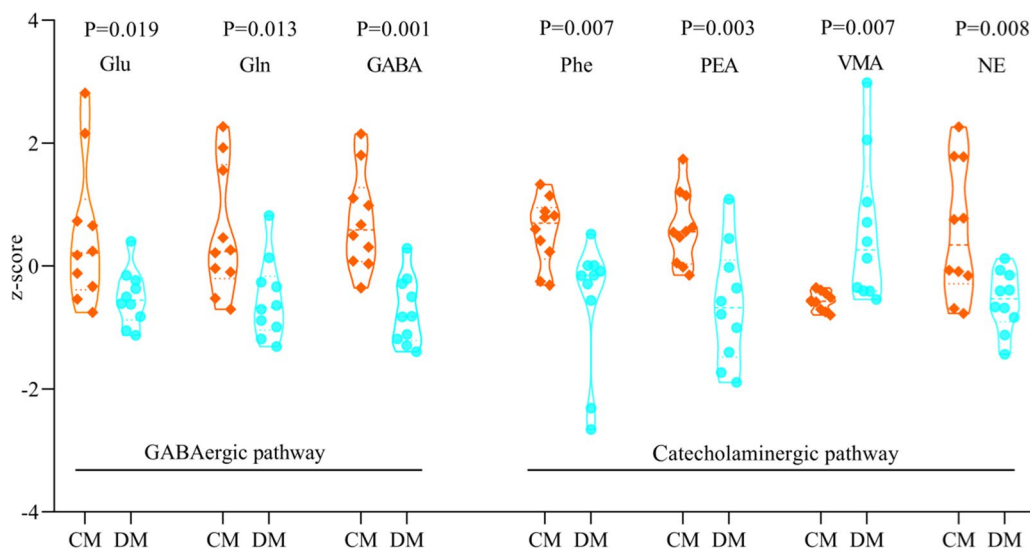 P=0.019 P=0.013 P=0.001 P=0.007 P=0.003 P=0.007 P=0.008
Glu Gln GABA Phe PEA VMA NE
z-score
4
2
0
-2
-4
GABAergic pathway Catecholaminergic pathway
CM DM CM DM CM DM CM DM CM DM CM DM CM DM